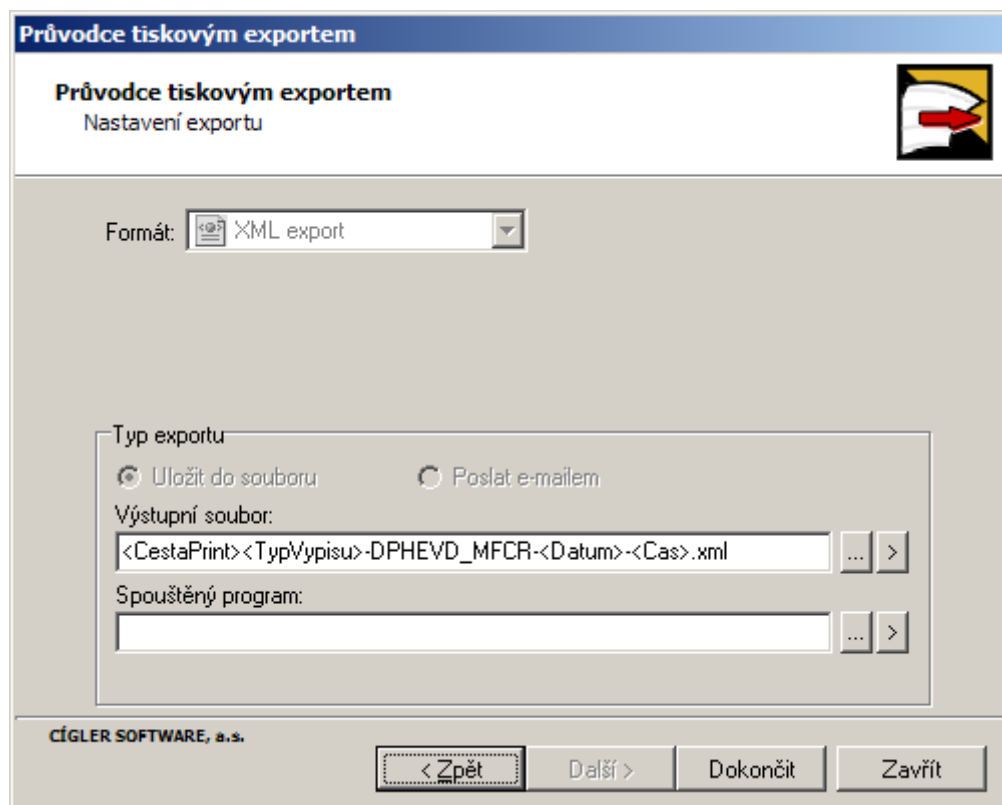 Průvodce tiskovým exportem
Průvodce tiskovým exportem
Nastavení exportu
Formát: XML export
Typ exportu
Uložit do souboru Poslat e-mailem
Výstupní soubor:
<CestaPrint><TypVypisu>-DPHEVD_MFCR-<Datum>-<Cas>.xml ... >
Spouštěný program:
... >
CÍGLER SOFTWARE, a.s.
< Zpět Další > Dokončit Zavřít